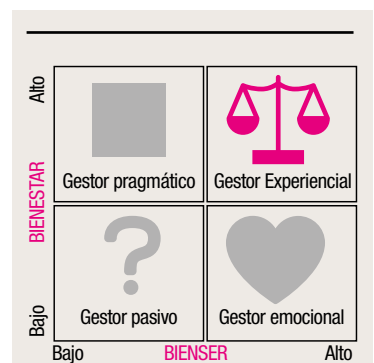 Alto
Gestor pragmático
Gestor Experiencial
BIENESTAR
Gestor pasivo
Gestor emocional
Bajo
Bajo
BIENSER
Alto